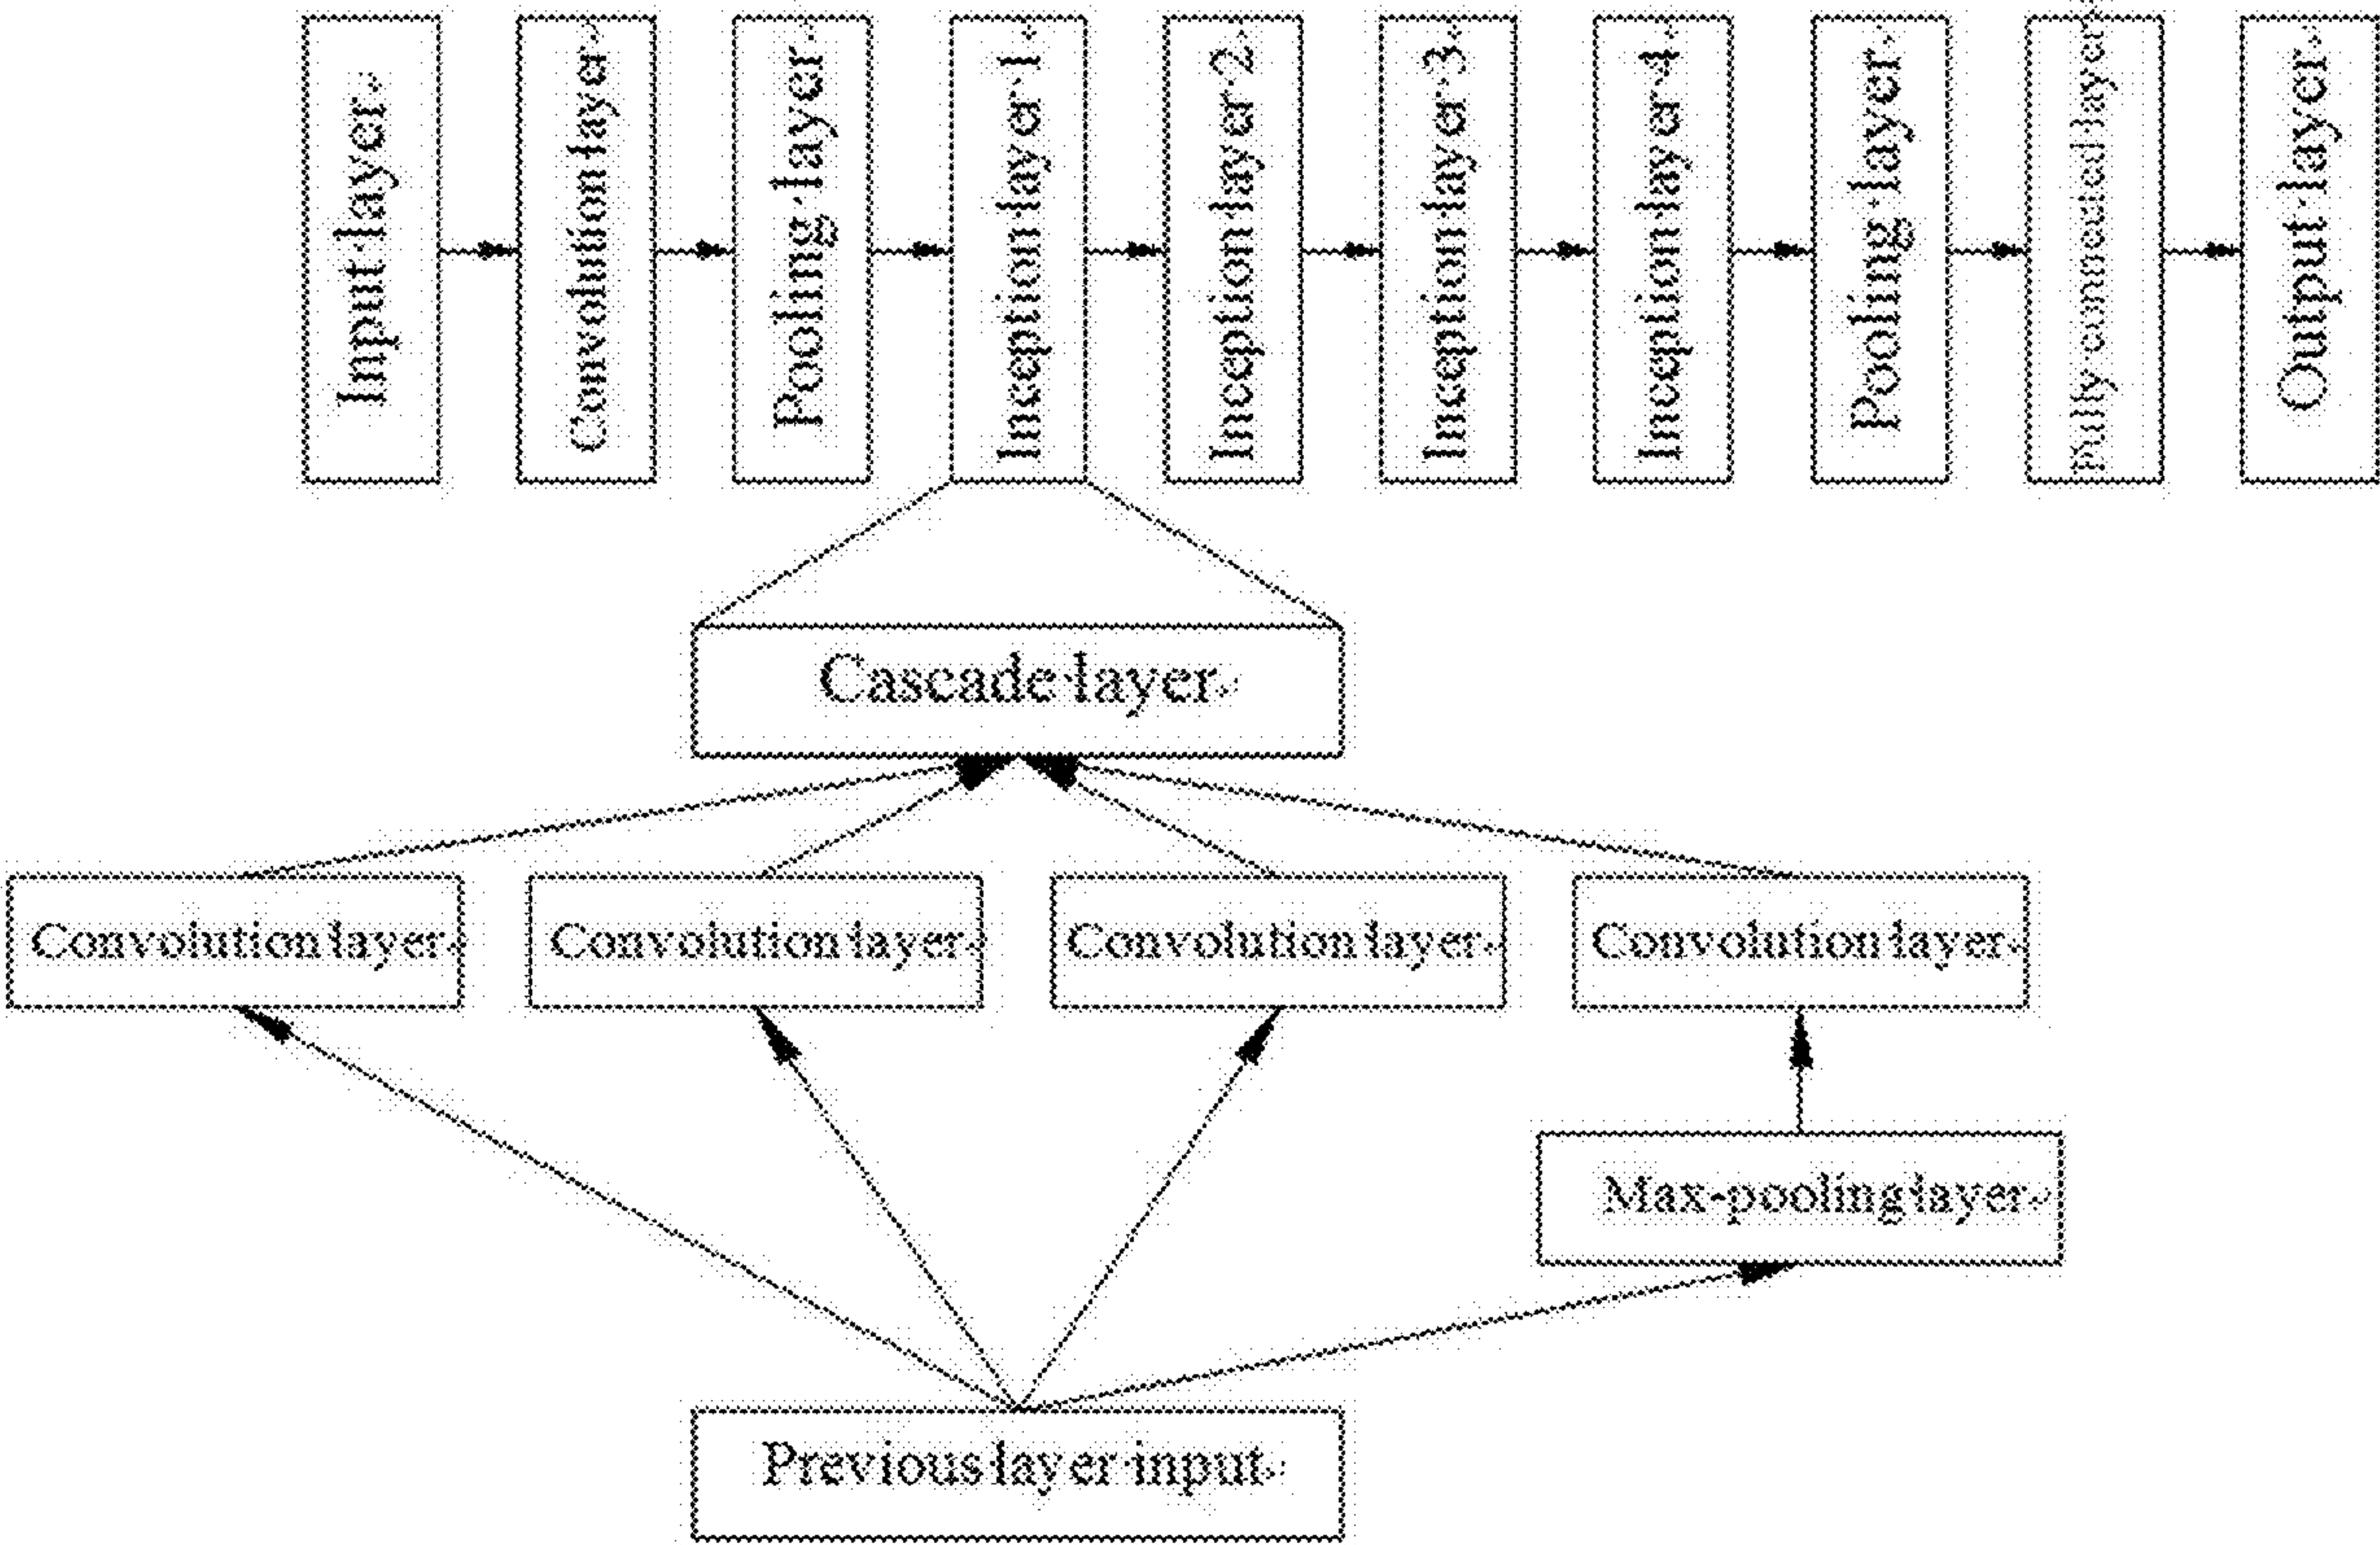 Input layer
Convolution layer
Pooling layer
Inception layer 1
Inception layer 2
Inception layer 3
Inception layer 4
Pooling layer
Fully connected layer
Output layer
Cascade layer
Convolution layer
Convolution layer
Convolution layer
Convolution layer
Max-pooling layer
Previous layer input